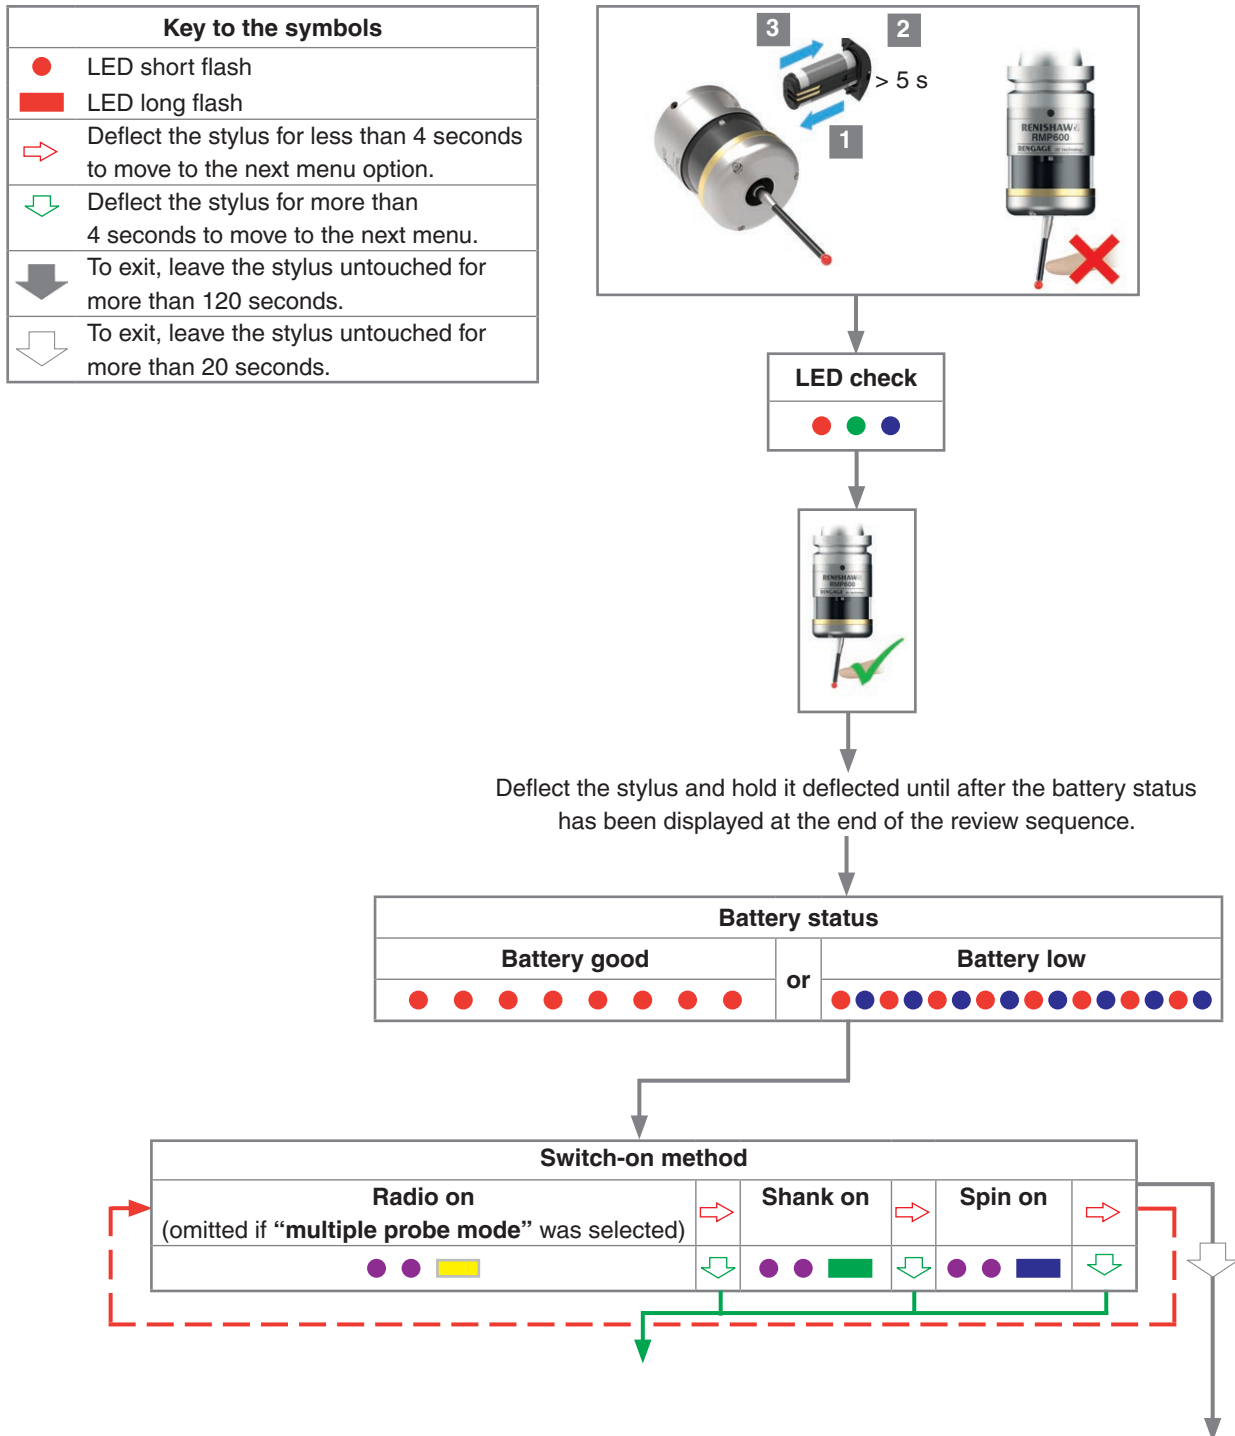 Key to the symbols
LED short flash
LED long flash
Deflect the stylus for less than 4 seconds
to move to the next menu option.
Deflect the stylus for more than
4 seconds to move to the next menu.
To exit, leave the stylus untouched for
more than 120 seconds.
To exit, leave the stylus untouched for
more than 20 seconds.
3
2
> 5 s
1
RENISHAW
RMP600
RENGAGE
LED check
RENISHAW
RMP600
RENGAGE
Deflect the stylus and hold it deflected until after the battery status
has been displayed at the end of the review sequence.
Battery status
Battery good
or
Battery low
Switch-on method
Radio on
(omitted if “multiple probe mode” was selected)
Shank on
Spin on